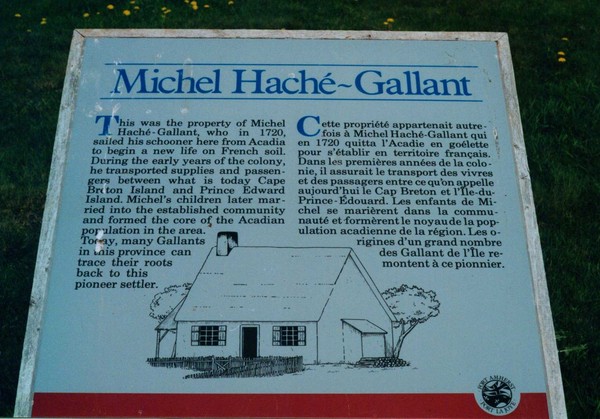 Michel Haché~Gallant
This was the property of Michel
Haché-Gallant, who in 1720,
sailed his schooner here from Acadia
to begin a new life on French soil.
During the early years of the colony,
he transported supplies and passen-
gers between what is today Cape
Breton Island and Prince Edward
Island. Michel's children later mar-
ried into the established community
and formed the core of the Acadian
population in the area.
Today, many Gallants
in this province can
trace their roots
back to this
pioneer settler.
Cette propriété appartenait autre-
fois à Michel Haché-Gallant qui
en 1720 quitta l'Acadie en goélette
pour s'établir en territoire français.
Dans les premières années de la colo-
nie, il assurait le transport des vivres
et des passagers entre ce qu'on appelle
aujourd'hui le Cap Breton et l'Île-du-
Prince-Édouard. Les enfants de Mi-
chel se marièrent dans la commu-
nauté et formèrent le noyau de la pop-
ulation acadienne de la région. Les o-
rigines d'un grand nombre
des Gallant de l'Île re-
montent à ce pionnier.
PORT AMHERST
PORT LA JOYE